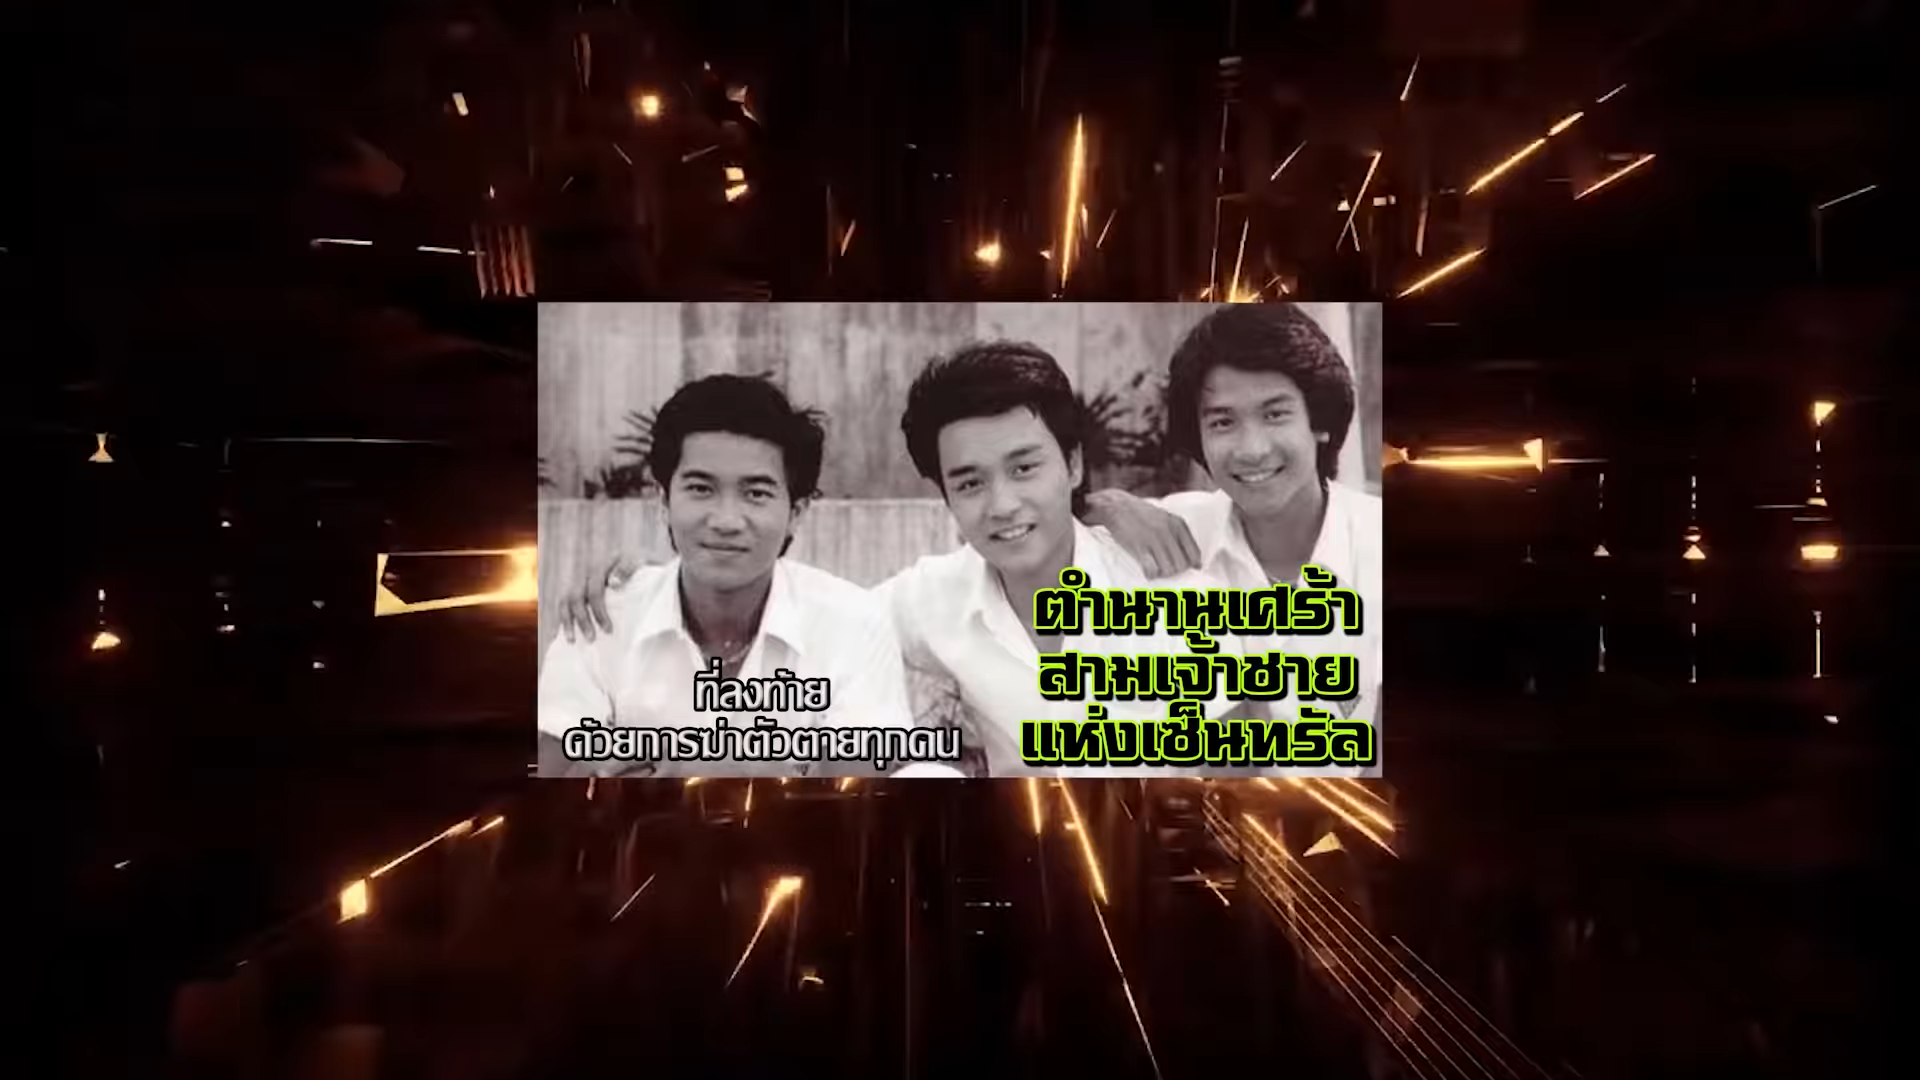 ที่ลงท้าย
ด้วยการฆ่าตัวตายทุกคน
ตำนานเศร้า
สามเจ้าชาย
แห่งเซ็นทรัล